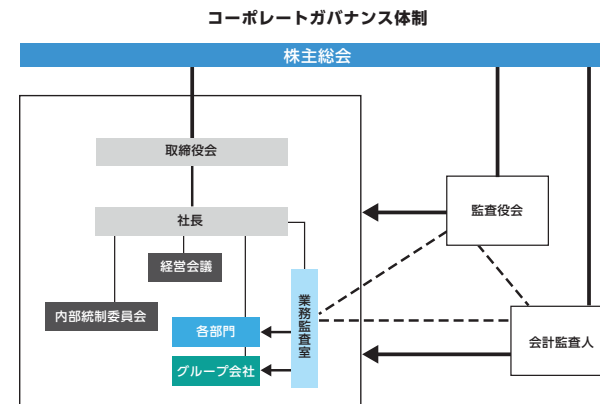 コーポレートガバナンス体制
株主総会
取締役会
社長
監査役会
経営会議
内部統制委員会
業務監査室
各部門
会計監査人
グループ会社